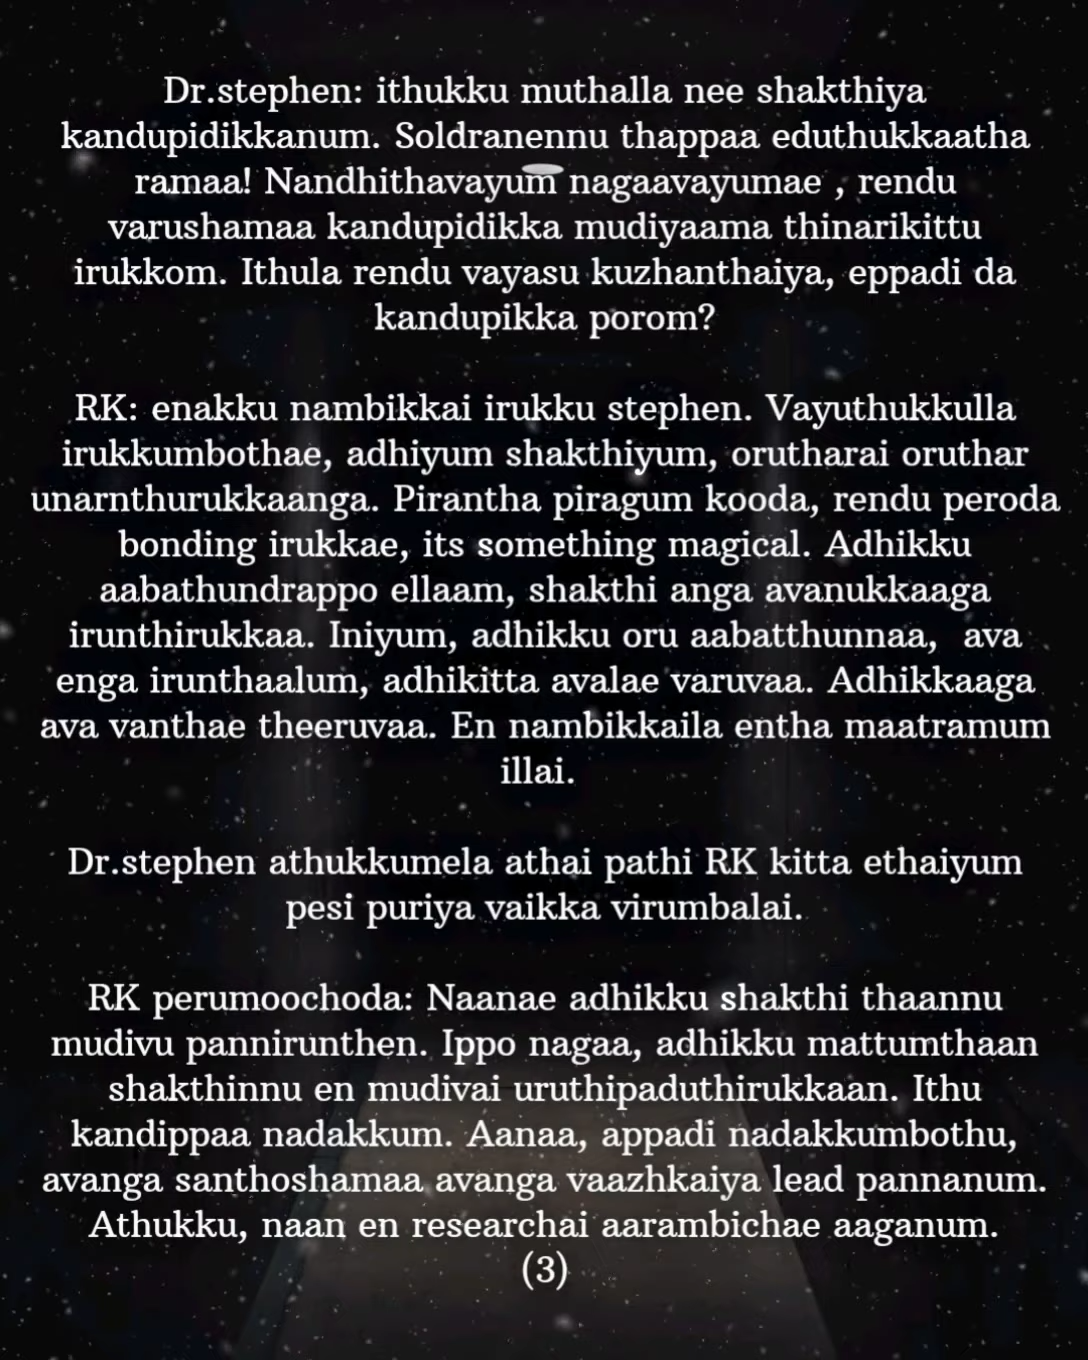 Dr.stephen: ithukku muthalla nee shakthiya
kandupidikkanum. Soldranennu thappaa eduthukkaatha
ramaa! Nandhithavayum nagaavayumae , rendu
varushamaa kandupidikka mudiyaama thinarikittu
irukkom. Ithula rendu vayasu kuzhanthaiya, eppadi da
kandupikka porom?
RK: enakku nambikkai irukku stephen. Vayuthukkulla
irukkumbothae, adhiyum shakthiyum, orutharai oruthar
unarnthurukkaanga. Pirantha piragum kooda, rendu peroda
bonding irukkae, its something magical. Adhikku
aabathundrappo ellaam, shakthi anga avanukkaaga
irunthirukkaa. Iniyum, adhikku oru aabatthunnaa,  ava
enga irunthaalum, adhikitta avalae varuvaa. Adhikkaaga
ava vanthae theeruvaa. En nambikkaila entha maatramum
illai.
Dr.stephen athukkumela athai pathi RK kitta ethaiyum
pesi puriya vaikka virumbalai.
RK perumoochoda: Naanae adhikku shakthi thaannu
mudivu pannirunthen. Ippo nagaa, adhikku mattumthaan
shakthinnu en mudivai uruthipaduthirukkaan. Ithu
kandippaa nadakkum. Aanaa, appadi nadakkumbothu,
avanga santhoshamaa avanga vaazhkaiya lead pannanum.
Athukku, naan en researchai aarambichae aaganum.
(3)